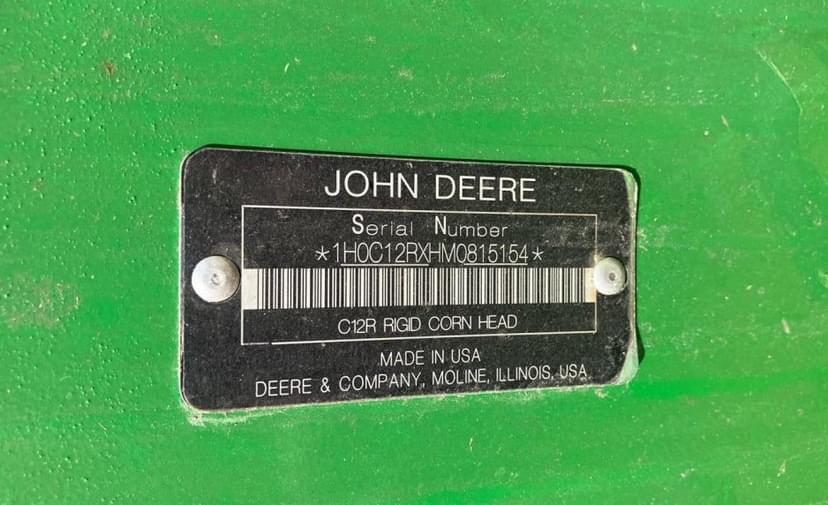 JOHN DEERE
Serial Number
*1H0C12RXHM0815154*
C12R RIGID CORN HEAD
MADE IN USA
DEERE & COMPANY, MOLINE, ILLINOIS, USA